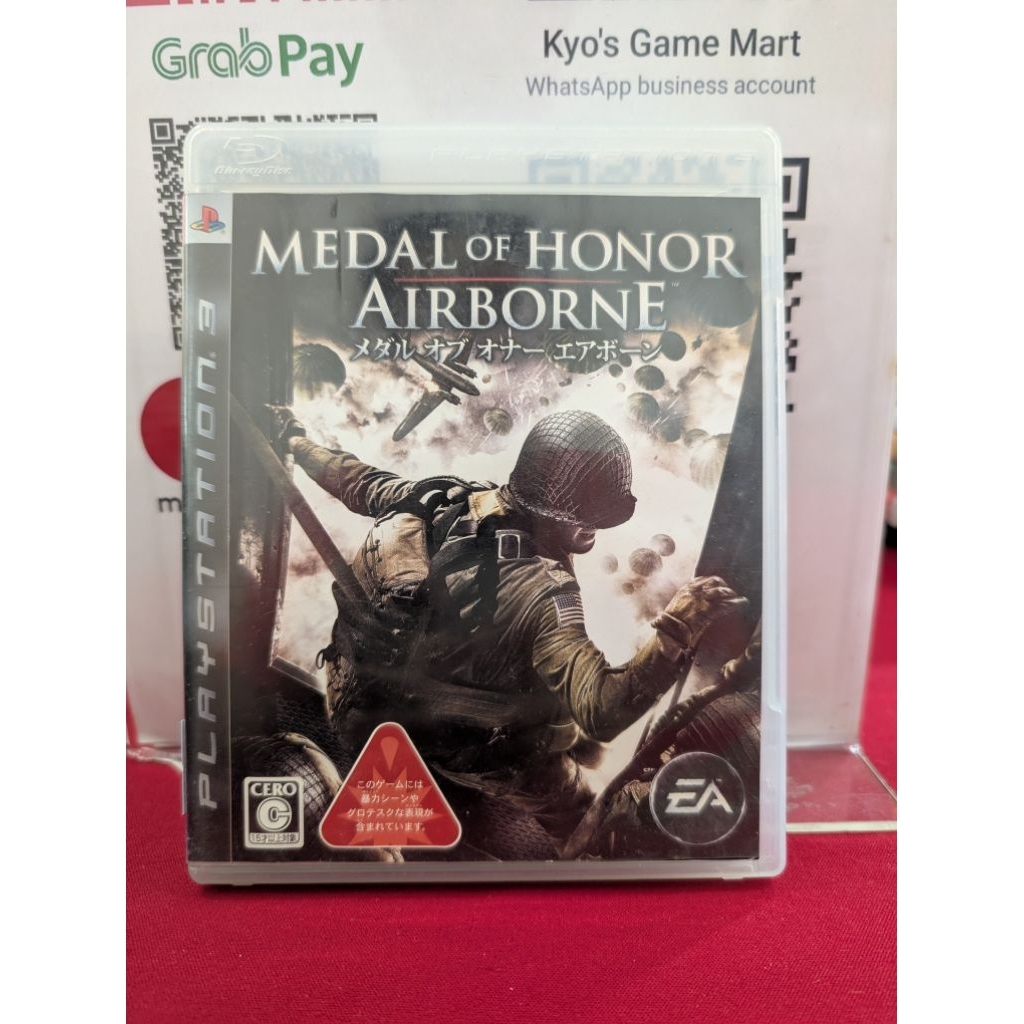 GrabPay
Kyo's Game Mart
WhatsApp business account
PLAYSTATION 3
MEDAL OF HONOR
AIRBORNE™
メダル オブ オナー エアボーン
このゲームには
暴力シーンや
グロテスクな表現が
含まれています。
CERO
C
EA